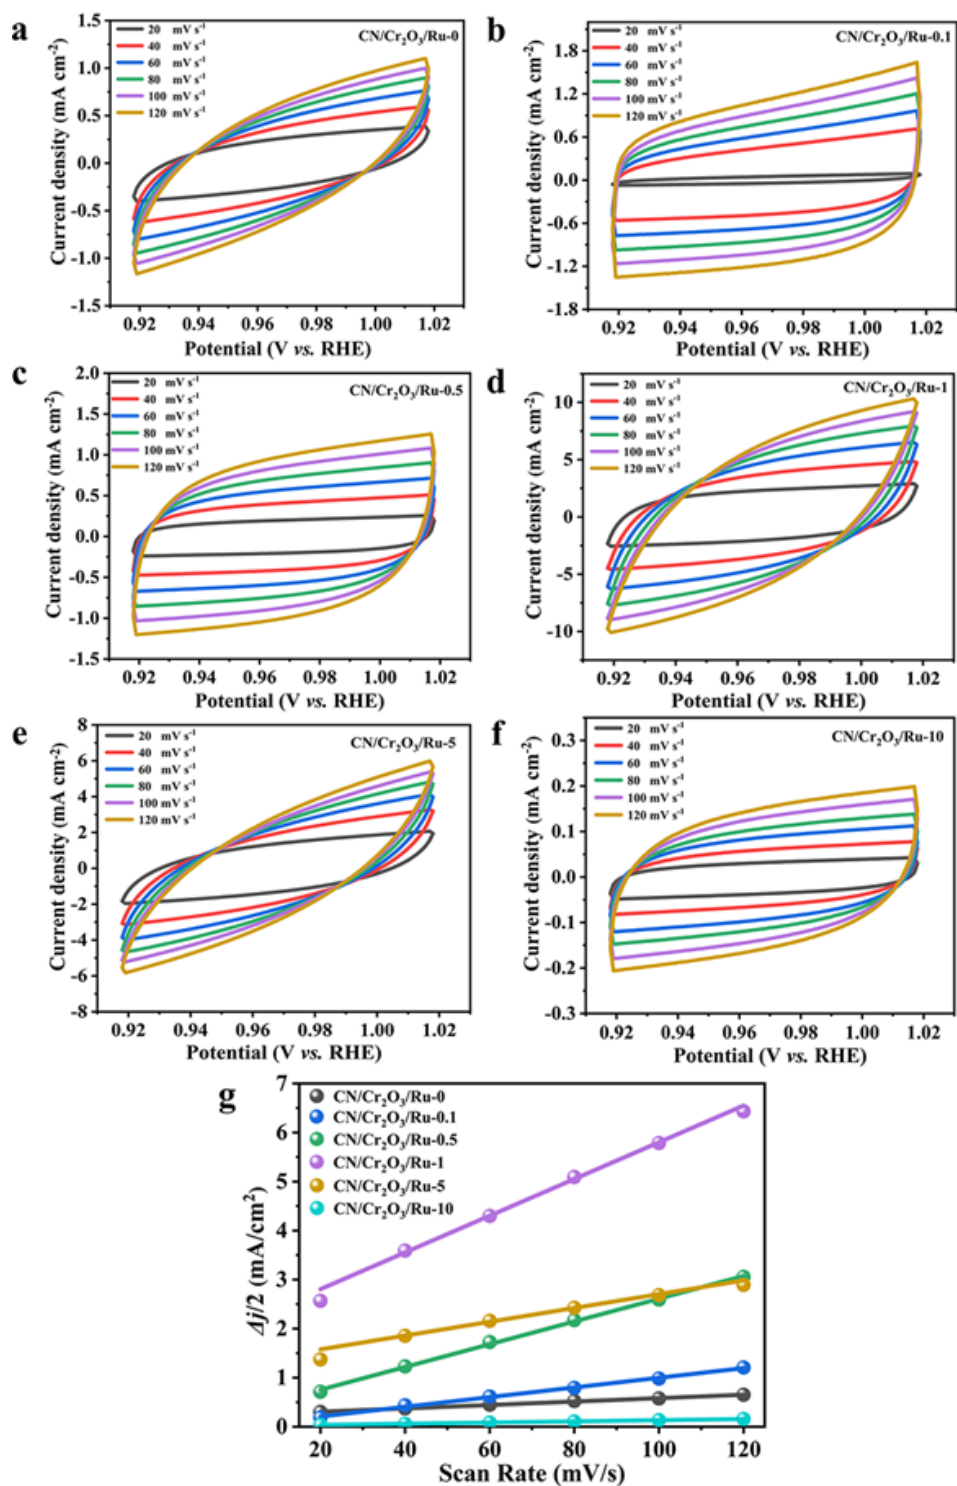 a
CN/Cr₂O₃/Ru-0
20 mV s⁻¹
40 mV s⁻¹
60 mV s⁻¹
80 mV s⁻¹
100 mV s⁻¹
120 mV s⁻¹
Current density (mA cm⁻²)
1.5
1.0
0.5
0.0
-0.5
-1.0
-1.5
0.92 0.94 0.96 0.98 1.00 1.02
Potential (V vs. RHE)
b
CN/Cr₂O₃/Ru-0.1
20 mV s⁻¹
40 mV s⁻¹
60 mV s⁻¹
80 mV s⁻¹
100 mV s⁻¹
120 mV s⁻¹
Current density (mA cm⁻²)
1.8
1.2
0.6
0.0
-0.6
-1.2
-1.8
0.92 0.94 0.96 0.98 1.00 1.02
Potential (V vs. RHE)
c
CN/Cr₂O₃/Ru-0.5
20 mV s⁻¹
40 mV s⁻¹
60 mV s⁻¹
80 mV s⁻¹
100 mV s⁻¹
120 mV s⁻¹
Current density (mA cm⁻²)
2.0
1.5
1.0
0.5
0.0
-0.5
-1.0
-1.5
0.92 0.94 0.96 0.98 1.00 1.02
Potential (V vs. RHE)
d
CN/Cr₂O₃/Ru-1
20 mV s⁻¹
40 mV s⁻¹
60 mV s⁻¹
80 mV s⁻¹
100 mV s⁻¹
120 mV s⁻¹
Current density (mA cm⁻²)
10
5
0
-5
-10
0.92 0.94 0.96 0.98 1.00 1.02
Potential (V vs. RHE)
e
CN/Cr₂O₃/Ru-5
20 mV s⁻¹
40 mV s⁻¹
60 mV s⁻¹
80 mV s⁻¹
100 mV s⁻¹
120 mV s⁻¹
Current density (mA cm⁻²)
8
6
4
2
0
-2
-4
-6
-8
0.92 0.94 0.96 0.98 1.00 1.02
Potential (V vs. RHE)
f
CN/Cr₂O₃/Ru-10
20 mV s⁻¹
40 mV s⁻¹
60 mV s⁻¹
80 mV s⁻¹
100 mV s⁻¹
120 mV s⁻¹
Current density (mA cm⁻²)
0.3
0.2
0.1
0.0
-0.1
-0.2
-0.3
0.92 0.94 0.96 0.98 1.00 1.02
Potential (V vs. RHE)
g
CN/Cr₂O₃/Ru-0
CN/Cr₂O₃/Ru-0.1
CN/Cr₂O₃/Ru-0.5
CN/Cr₂O₃/Ru-1
CN/Cr₂O₃/Ru-5
CN/Cr₂O₃/Ru-10
Δj/2 (mA/cm²)
7
6
5
4
3
2
1
0
20 40 60 80 100 120
Scan Rate (mV/s)